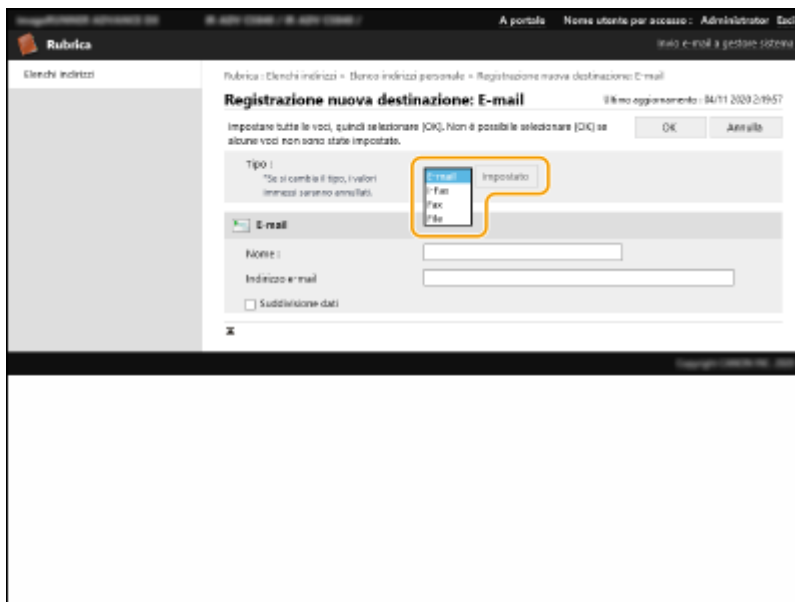 A portale Nome utente per accesso : Administrator
Rubrica
Invio e-mail a gestore sistema
Elenchi indirizzi
Rubrica : Elenchi indirizzi > Elenco indirizzi personale > Registrazione nuova destinazione: E-mail
Registrazione nuova destinazione: E-mail
Ultimo aggiornamento : 04/11 2020 2:19:57
Impostare tutte le voci, quindi selezionare [OK]. Non è possibile selezionare [OK] se
alcune voci non sono state impostate.
OK
Annulla
Tipo :
*Se si cambia il tipo, i valori
immessi saranno annullati.
E-mail
I-Fax
Fax
File
Impostato
E-mail
Nome :
Indirizzo e-mail
Suddivisione dati